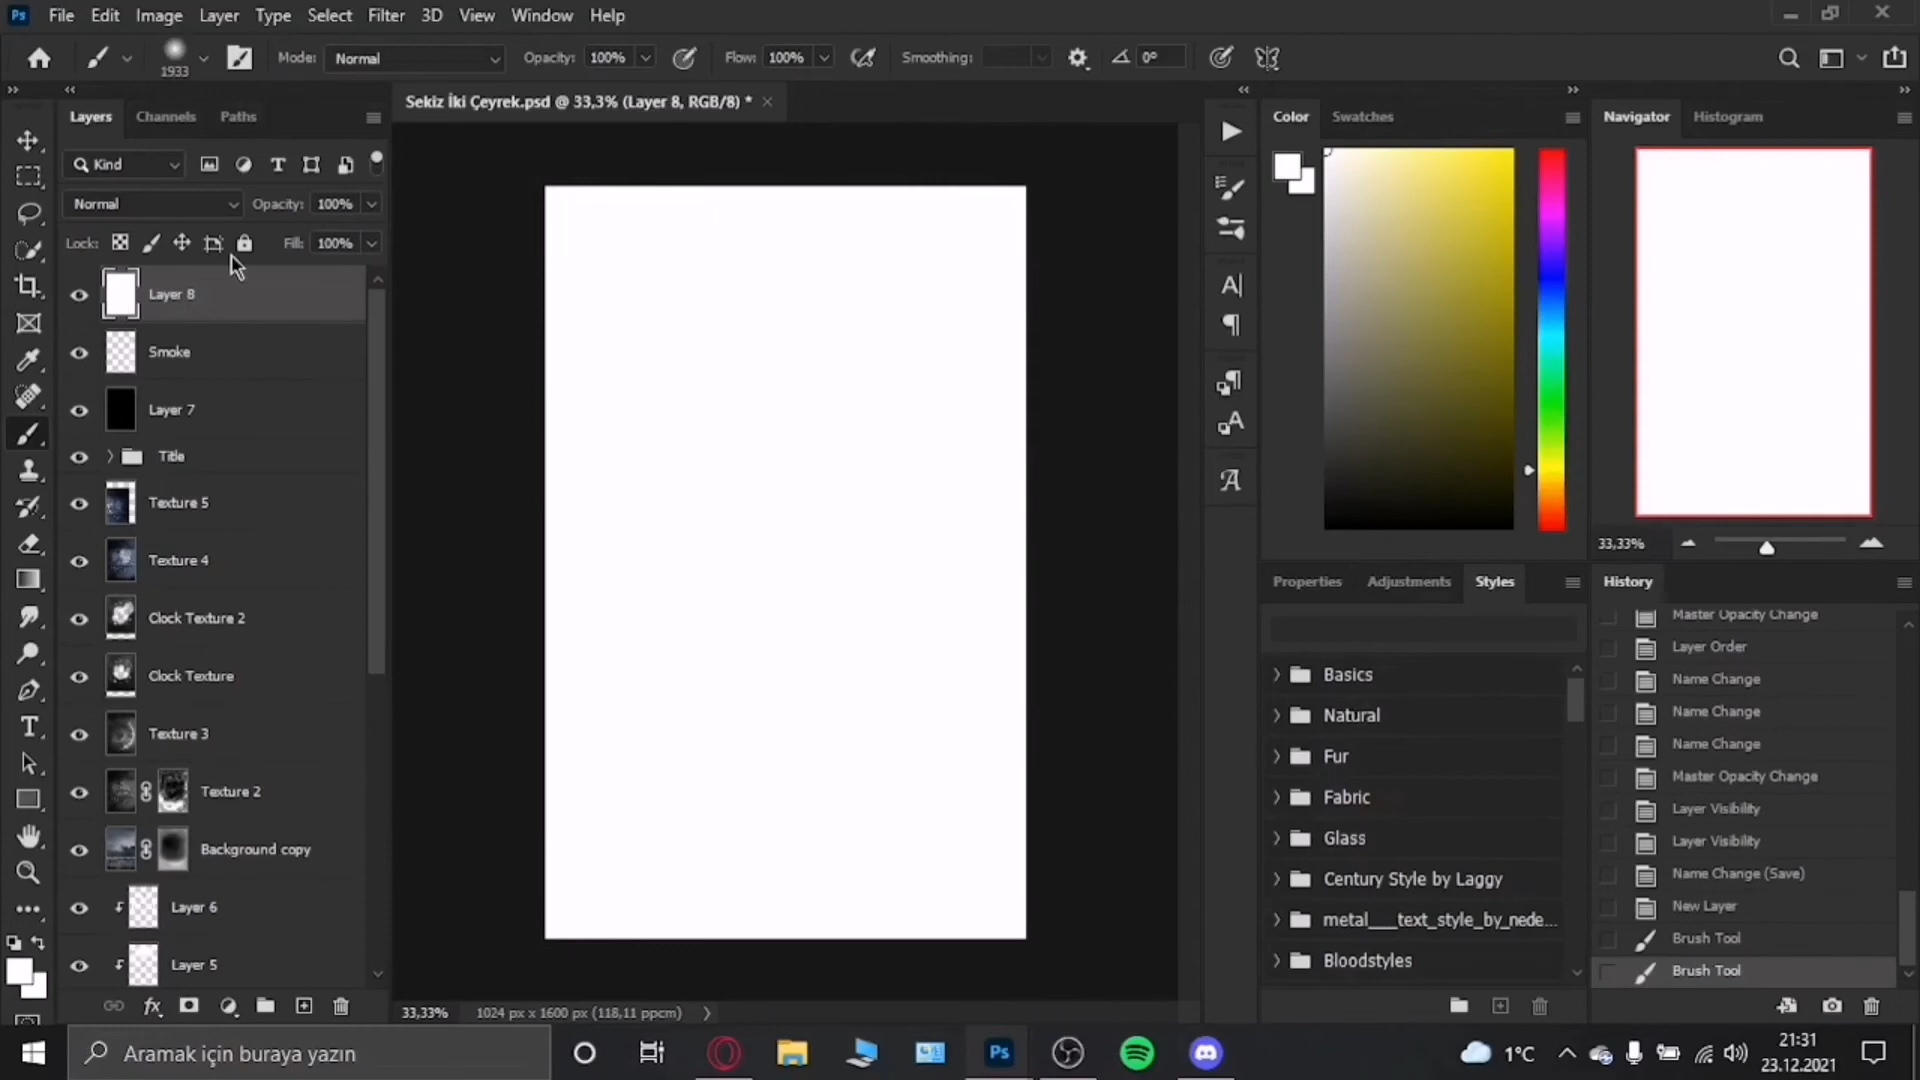 Ps File Edit Image Layer Type Select Filter 3D View Window Help
1933 Mode: Normal Opacity: 100% Flow: 100% Smoothing: 0°
Layers Channels Paths
Sekiz İki Çeyrek.psd @ 33,3% (Layer 8, RGB/8) *
Color Swatches
Navigator Histogram
Kind
Normal Opacity: 100%
Lock: Fill: 100%
Layer 8
Smoke
Layer 7
Title
Texture 5
Texture 4
Clock Texture 2
Clock Texture
Texture 3
Texture 2
Background copy
Layer 6
Layer 5
fx
33,33% 1024 px x 1600 px (118,11 ppcm)
33,33%
Properties Adjustments Styles
Basics
Natural
Fur
Fabric
Glass
Century Style by Laggy
metal___text_style_by_nede...
Bloodstyles
History
Master Opacity Change
Layer Order
Name Change
Name Change
Name Change
Master Opacity Change
Layer Visibility
Layer Visibility
Name Change (Save)
New Layer
Brush Tool
Brush Tool
Aramak için buraya yazın
Ps
1°C
21:31
23.12.2021